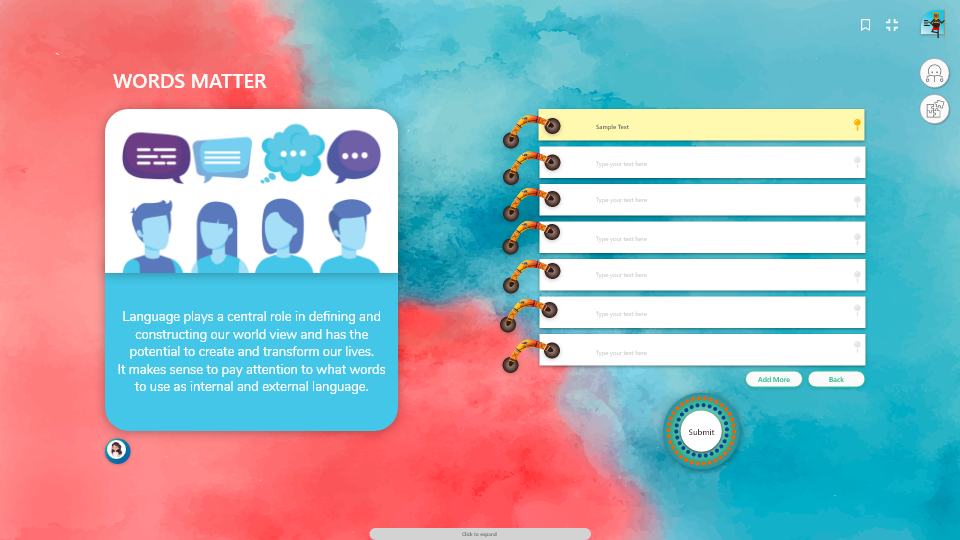 WORDS MATTER
Language plays a central role in defining and
constructing our world view and has the
potential to create and transform our lives.
It makes sense to pay attention to what words
to use as internal and external language.
Sample Text
Type your text here
Type your text here
Type your text here
Type your text here
Type your text here
Type your text here
Add More
Back
Submit
Click to expand